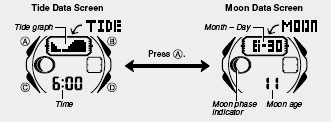 Tide Data Screen
Moon Data Screen
Tide graph
TIDE
Month – Day
MOON
A
B
6-30
Press A.
C
D
6:00
11
Time
Moon phase indicator
Moon age